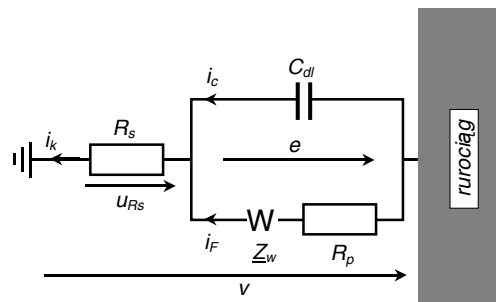 i_c
C_dl
i_k
R_s
e
u_Rs
i_F
W
Z_w
R_p
v
rurociąg